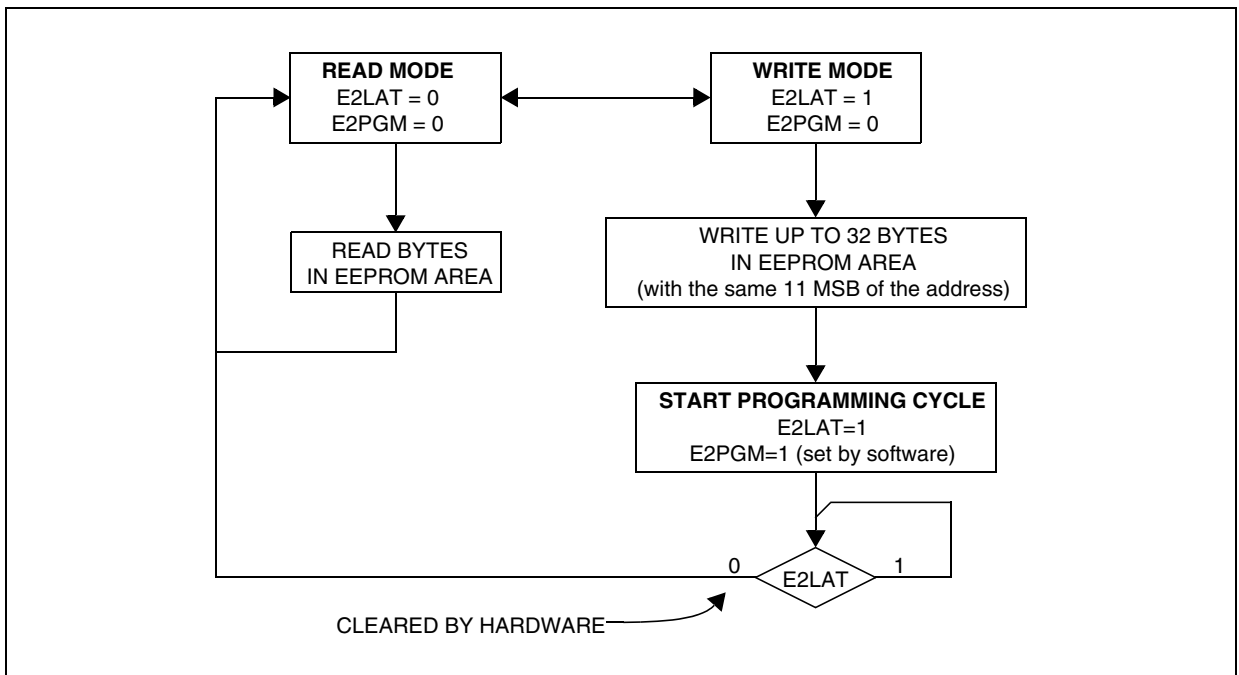 READ MODE
E2LAT = 0
E2PGM = 0
WRITE MODE
E2LAT = 1
E2PGM = 0
READ BYTES
IN EEPROM AREA
WRITE UP TO 32 BYTES
IN EEPROM AREA
(with the same 11 MSB of the address)
START PROGRAMMING CYCLE
E2LAT=1
E2PGM=1 (set by software)
0
E2LAT
1
CLEARED BY HARDWARE